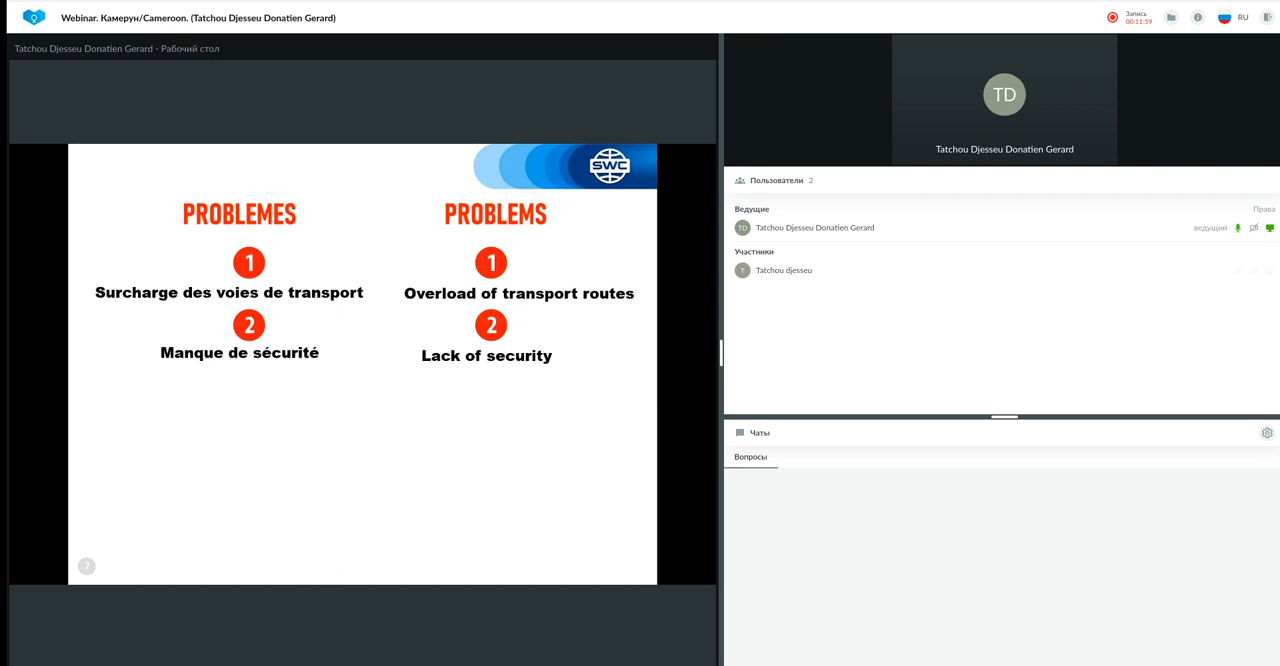 Webinar. Камерун/Cameroon. (Tatchou Djesseu Donatien Gerard)
Запись
00:11:59
RU
Tatchou Djesseu Donatien Gerard - Рабочий стол
SWC
PROBLEMES
1
Surcharge des voies de transport
2
Manque de sécurité
PROBLEMS
1
Overload of transport routes
2
Lack of security
7
TD
Tatchou Djesseu Donatien Gerard
Пользователи 2
Ведущие Права
TD Tatchou Djesseu Donatien Gerard ведущий
Участники
T Tatchou djesseu
Чаты
Вопросы